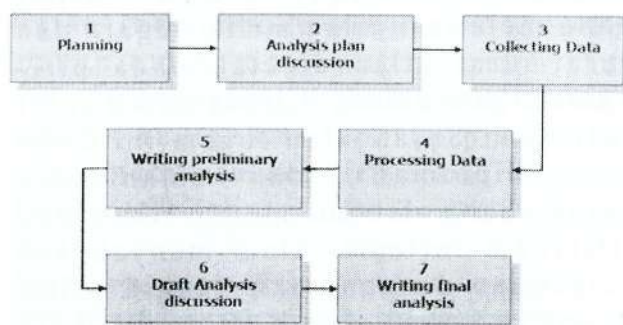 1
Planning
2
Analysis plan
discussion
3
Collecting Data
5
Writing preliminary
analysis
4
Processing Data
6
Draft Analysis
discussion
7
Writing final
analysis